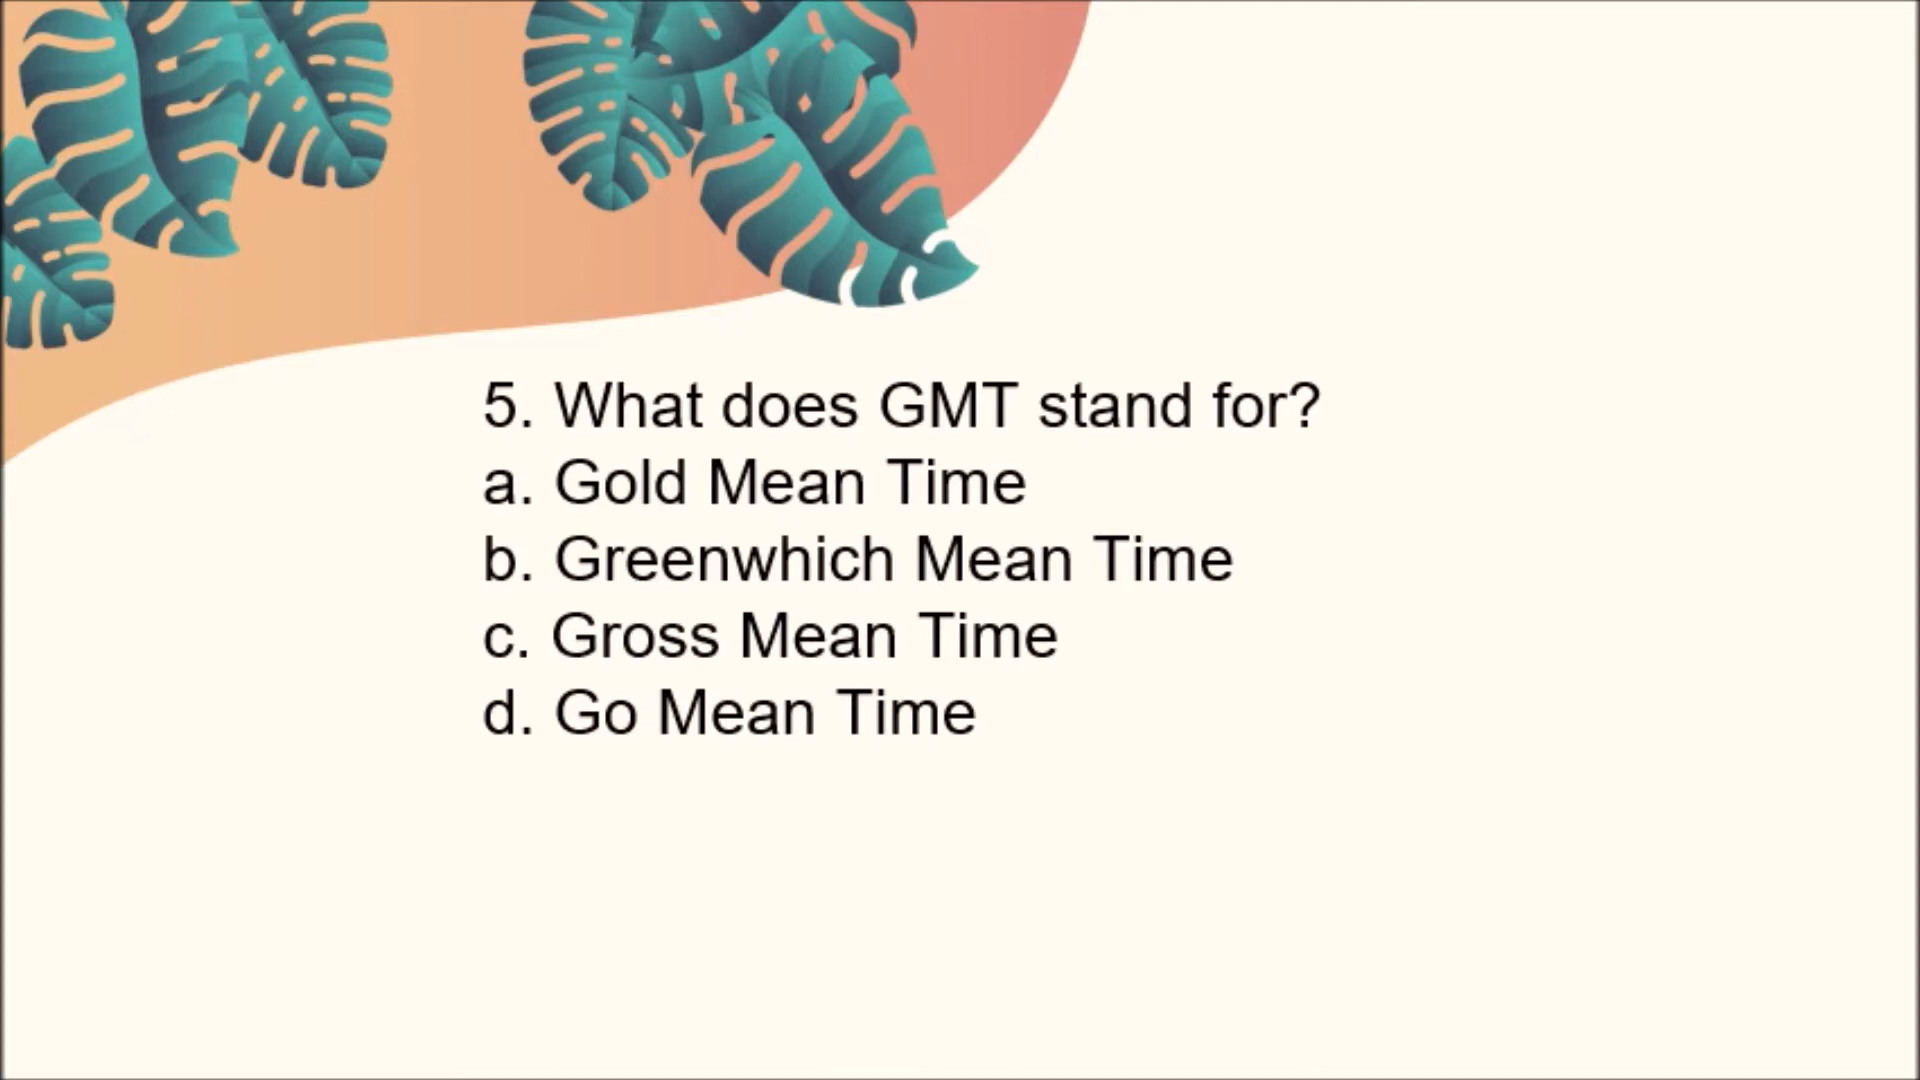 5. What does GMT stand for?
a. Gold Mean Time
b. Greenwhich Mean Time
c. Gross Mean Time
d. Go Mean Time